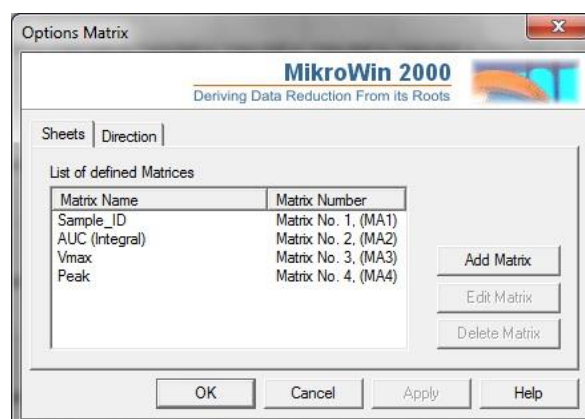 Options Matrix
MikroWin 2000
Deriving Data Reduction From its Roots
Sheets
Direction
List of defined Matrices
Matrix Name Matrix Number
Sample_ID Matrix No. 1, (MA1)
AUC (Integral) Matrix No. 2, (MA2)
Vmax Matrix No. 3, (MA3)
Peak Matrix No. 4, (MA4)
Add Matrix
Edit Matrix
Delete Matrix
OK Cancel Apply Help